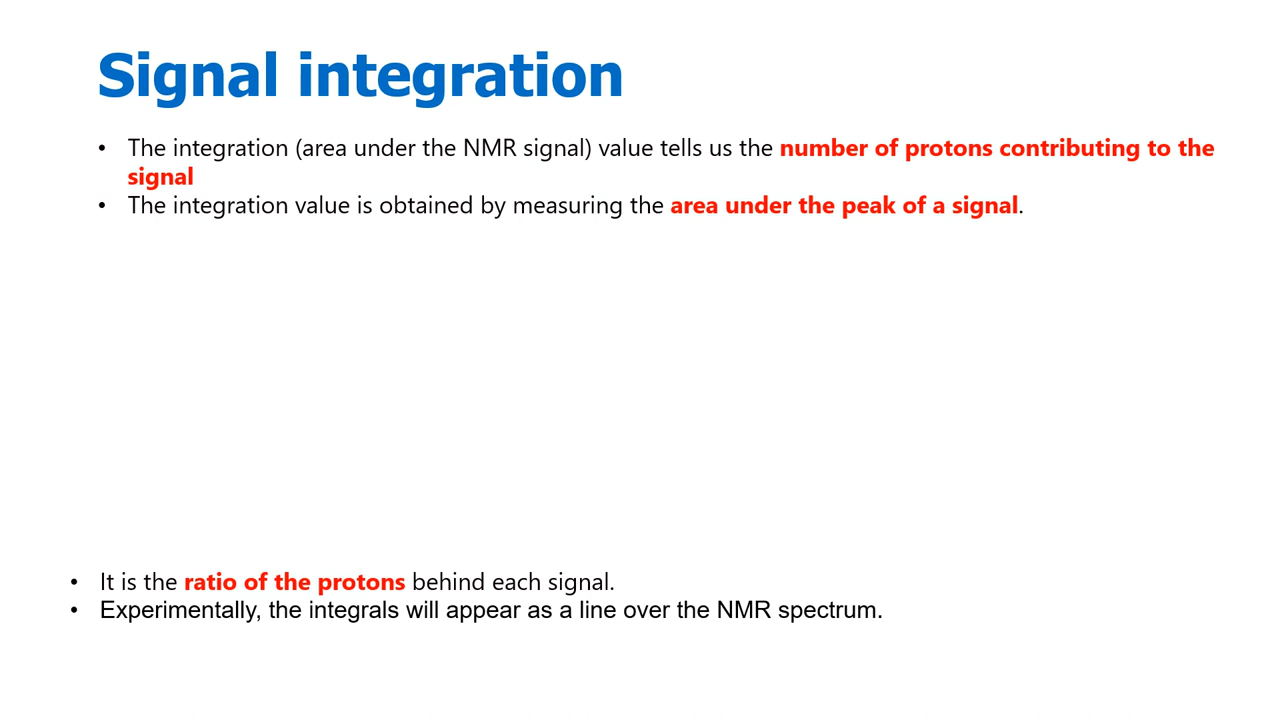 Signal integration
• The integration (area under the NMR signal) value tells us the number of protons contributing to the
signal
• The integration value is obtained by measuring the area under the peak of a signal.
• It is the ratio of the protons behind each signal.
• Experimentally, the integrals will appear as a line over the NMR spectrum.